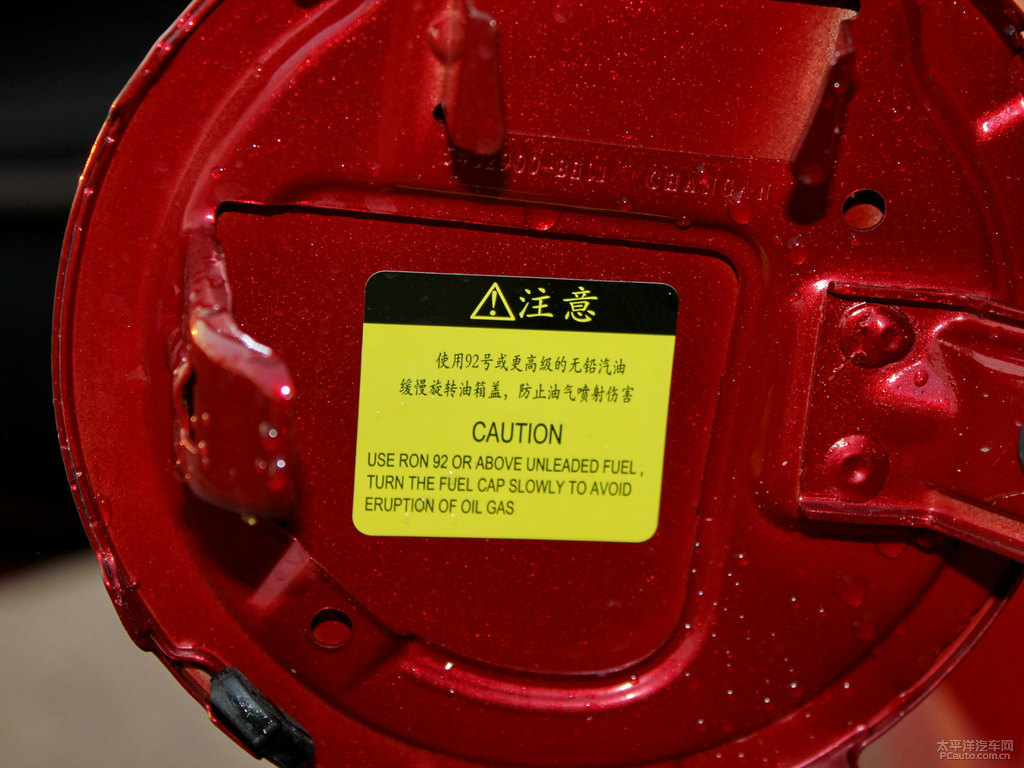 CHANGAN
注意
使用92号或更高级的无铅汽油
缓慢旋转油箱盖，防止油气喷射伤害
CAUTION
USE RON 92 OR ABOVE UNLEADED FUEL,
TURN THE FUEL CAP SLOWLY TO AVOID
ERUPTION OF OIL GAS
太平洋汽车网
PCauto.com.cn